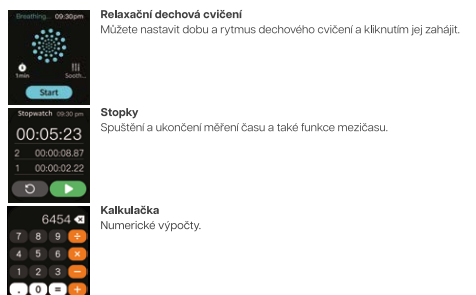 Breathing... 09:30pm
1min
Sooth...
Start
Relaxační dechová cvičení
Můžete nastavit dobu a rytmus dechového cvičení a kliknutím jej zahájit.
Stopwatch 09:30 pm
00:05:23
2 00:00:08.87
1 00:00:02.22
Stopky
Spuštění a ukončení měření času a také funkce mezičasu.
6454
7 8 9 ÷
4 5 6 ×
1 2 3 −
. 0 = +
Kalkulačka
Numerické výpočty.